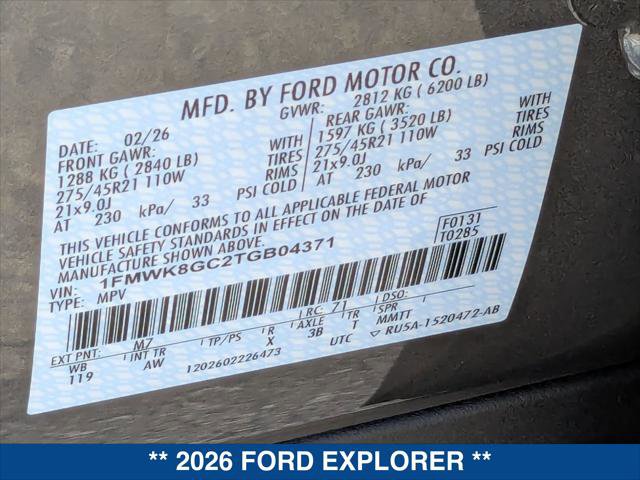 MFD. BY FORD MOTOR CO.
DATE: 02/26 GVWR: 2812 KG ( 6200 LB)
FRONT GAWR: WITH REAR GAWR: WITH
1288 KG ( 2840 LB) TIRES 1597 KG ( 3520 LB) TIRES
275/45R21 110W RIMS 275/45R21 110W RIMS
21x9.0J PSI COLD 21x9.0J PSI COLD
AT 230 kPa/ 33 AT 230 kPa/ 33
THIS VEHICLE CONFORMS TO ALL APPLICABLE FEDERAL MOTOR
VEHICLE SAFETY STANDARDS IN EFFECT ON THE DATE OF
MANUFACTURE SHOWN ABOVE.
VIN: 1FMWK8GC2TGB04371 F0131
TYPE: MPV T0285
EXT PNT: M7 RC: 71 DSO:
WB INT TR TP/PS R AXLE TR SPR
119 AW X 3B T MMTT
1202602226473 UTC RU5A-1520472-AB
** 2026 FORD EXPLORER **